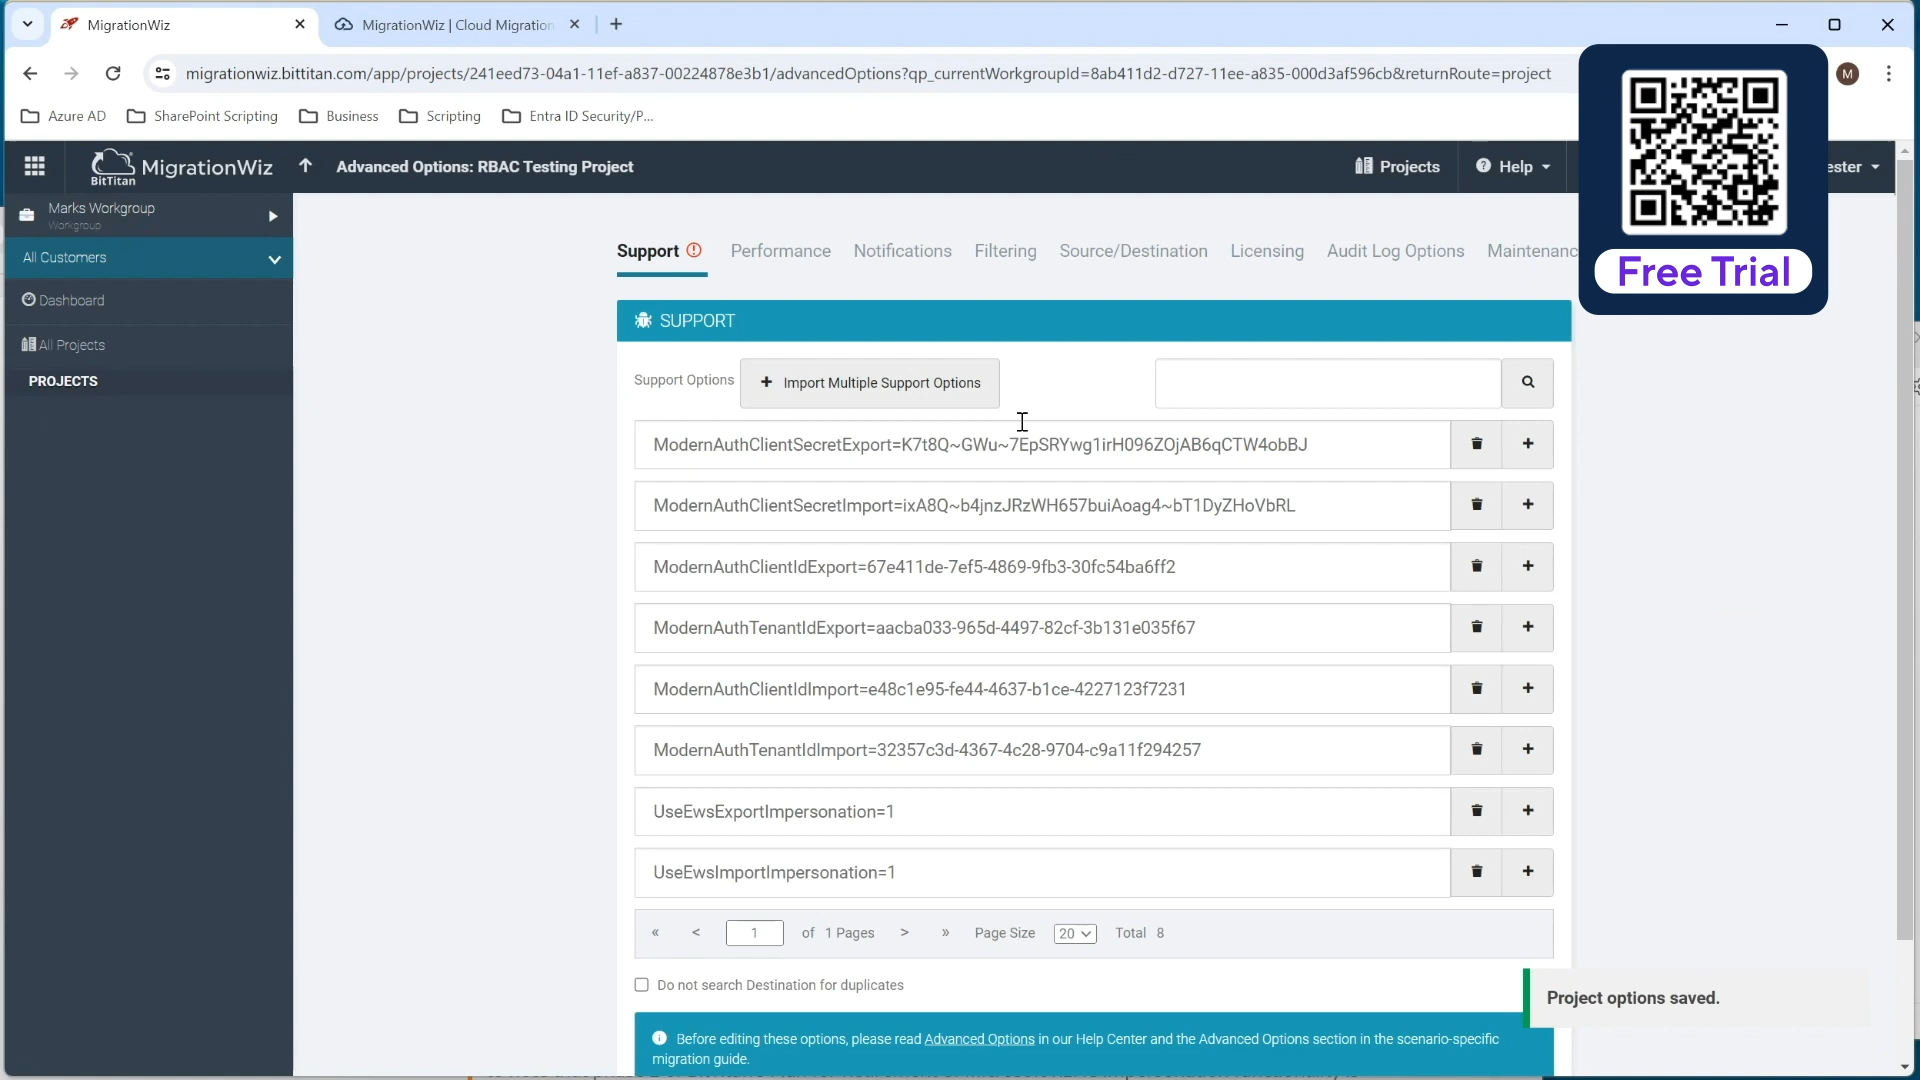 MigrationWiz
MigrationWiz | Cloud Migration
migrationwiz.bittitan.com/app/projects/241eed73-04a1-11ef-a837-00224878e3b1/advancedOptions?qp_currentWorkgroupId=8ab411d2-d727-11ee-a835-000d3af596cb&returnRoute=project
M
Azure AD
SharePoint Scripting
Business
Scripting
Entra ID Security/P...
Free Trial
BitTitan
MigrationWiz
Advanced Options: RBAC Testing Project
Projects
Help
ester
Marks Workgroup
Workgroup
All Customers
Dashboard
All Projects
PROJECTS
Support
Performance
Notifications
Filtering
Source/Destination
Licensing
Audit Log Options
Maintenanc
SUPPORT
Support Options
+ Import Multiple Support Options
ModernAuthClientSecretExport=K7t8Q~GWu~7EpSRYwg1irH096ZOjAB6qCTW4obBJ
ModernAuthClientSecretImport=ixA8Q~b4jnzJRzWH657buiAoag4~bT1DyZHoVbRL
ModernAuthClientIdExport=67e411de-7ef5-4869-9fb3-30fc54ba6ff2
ModernAuthTenantIdExport=aacba033-965d-4497-82cf-3b131e035f67
ModernAuthClientIdImport=e48c1e95-fe44-4637-b1ce-4227123f7231
ModernAuthTenantIdImport=32357c3d-4367-4c28-9704-c9a11f294257
UseEwsExportImpersonation=1
UseEwsImportImpersonation=1
« < 1 of 1 Pages > » Page Size 20 Total 8
Do not search Destination for duplicates
Project options saved.
Before editing these options, please read Advanced Options in our Help Center and the Advanced Options section in the scenario-specific
migration guide.